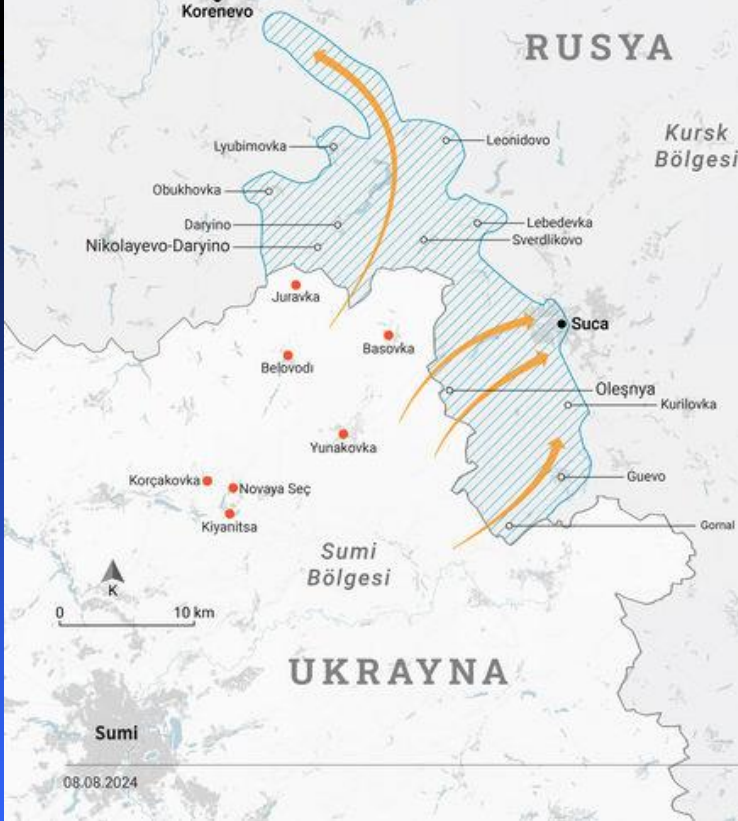 Korenevo
RUSYA
Kursk
Bölgesi
Lyubimovka
Leonidovo
Obukhovka
Daryino
Lebedevka
Nikolayevo-Daryino
Sverdlikovo
Juravka
Suca
Basovka
Belovodı
Oleşnya
Kurilovka
Yunakovka
Guevo
Korçakovka
Novaya Seç
Kiyanitsa
Gornal
Sumi
Bölgesi
K
0 10 km
UKRAYNA
Sumi
08.08.2024